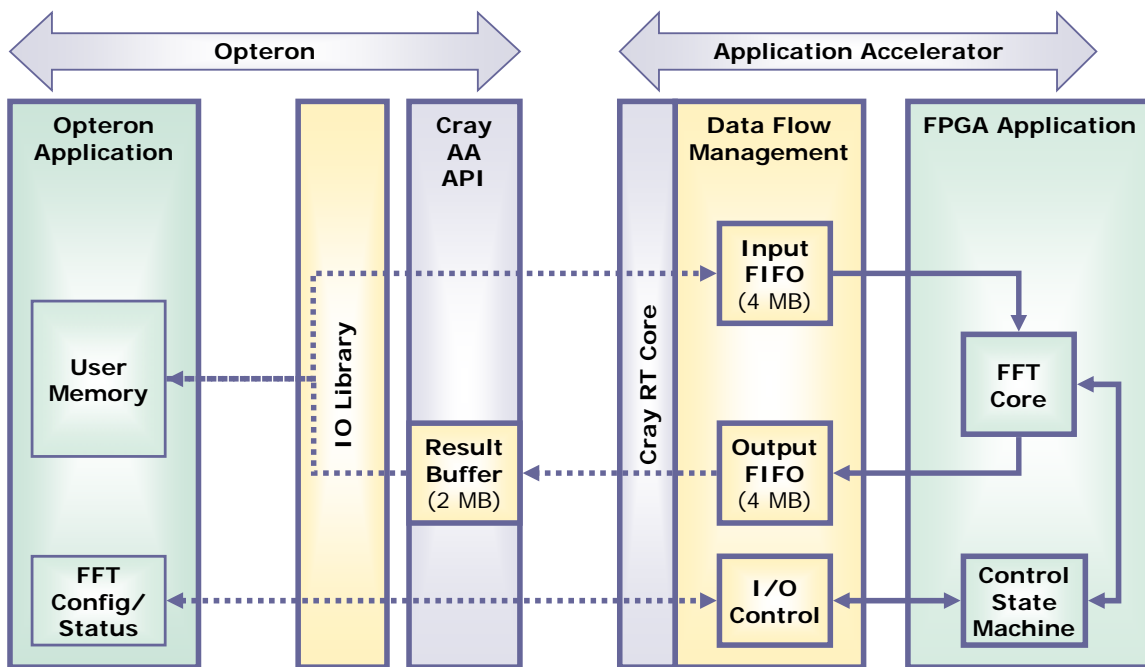 Opteron
Application Accelerator
Opteron
Application
Cray
AA
API
Data Flow
Management
FPGA Application
Input
FIFO
(4 MB)
User
Memory
IO Library
Cray RT Core
FFT
Core
Result
Buffer
(2 MB)
Output
FIFO
(4 MB)
FFT
Config/
Status
I/O
Control
Control
State
Machine